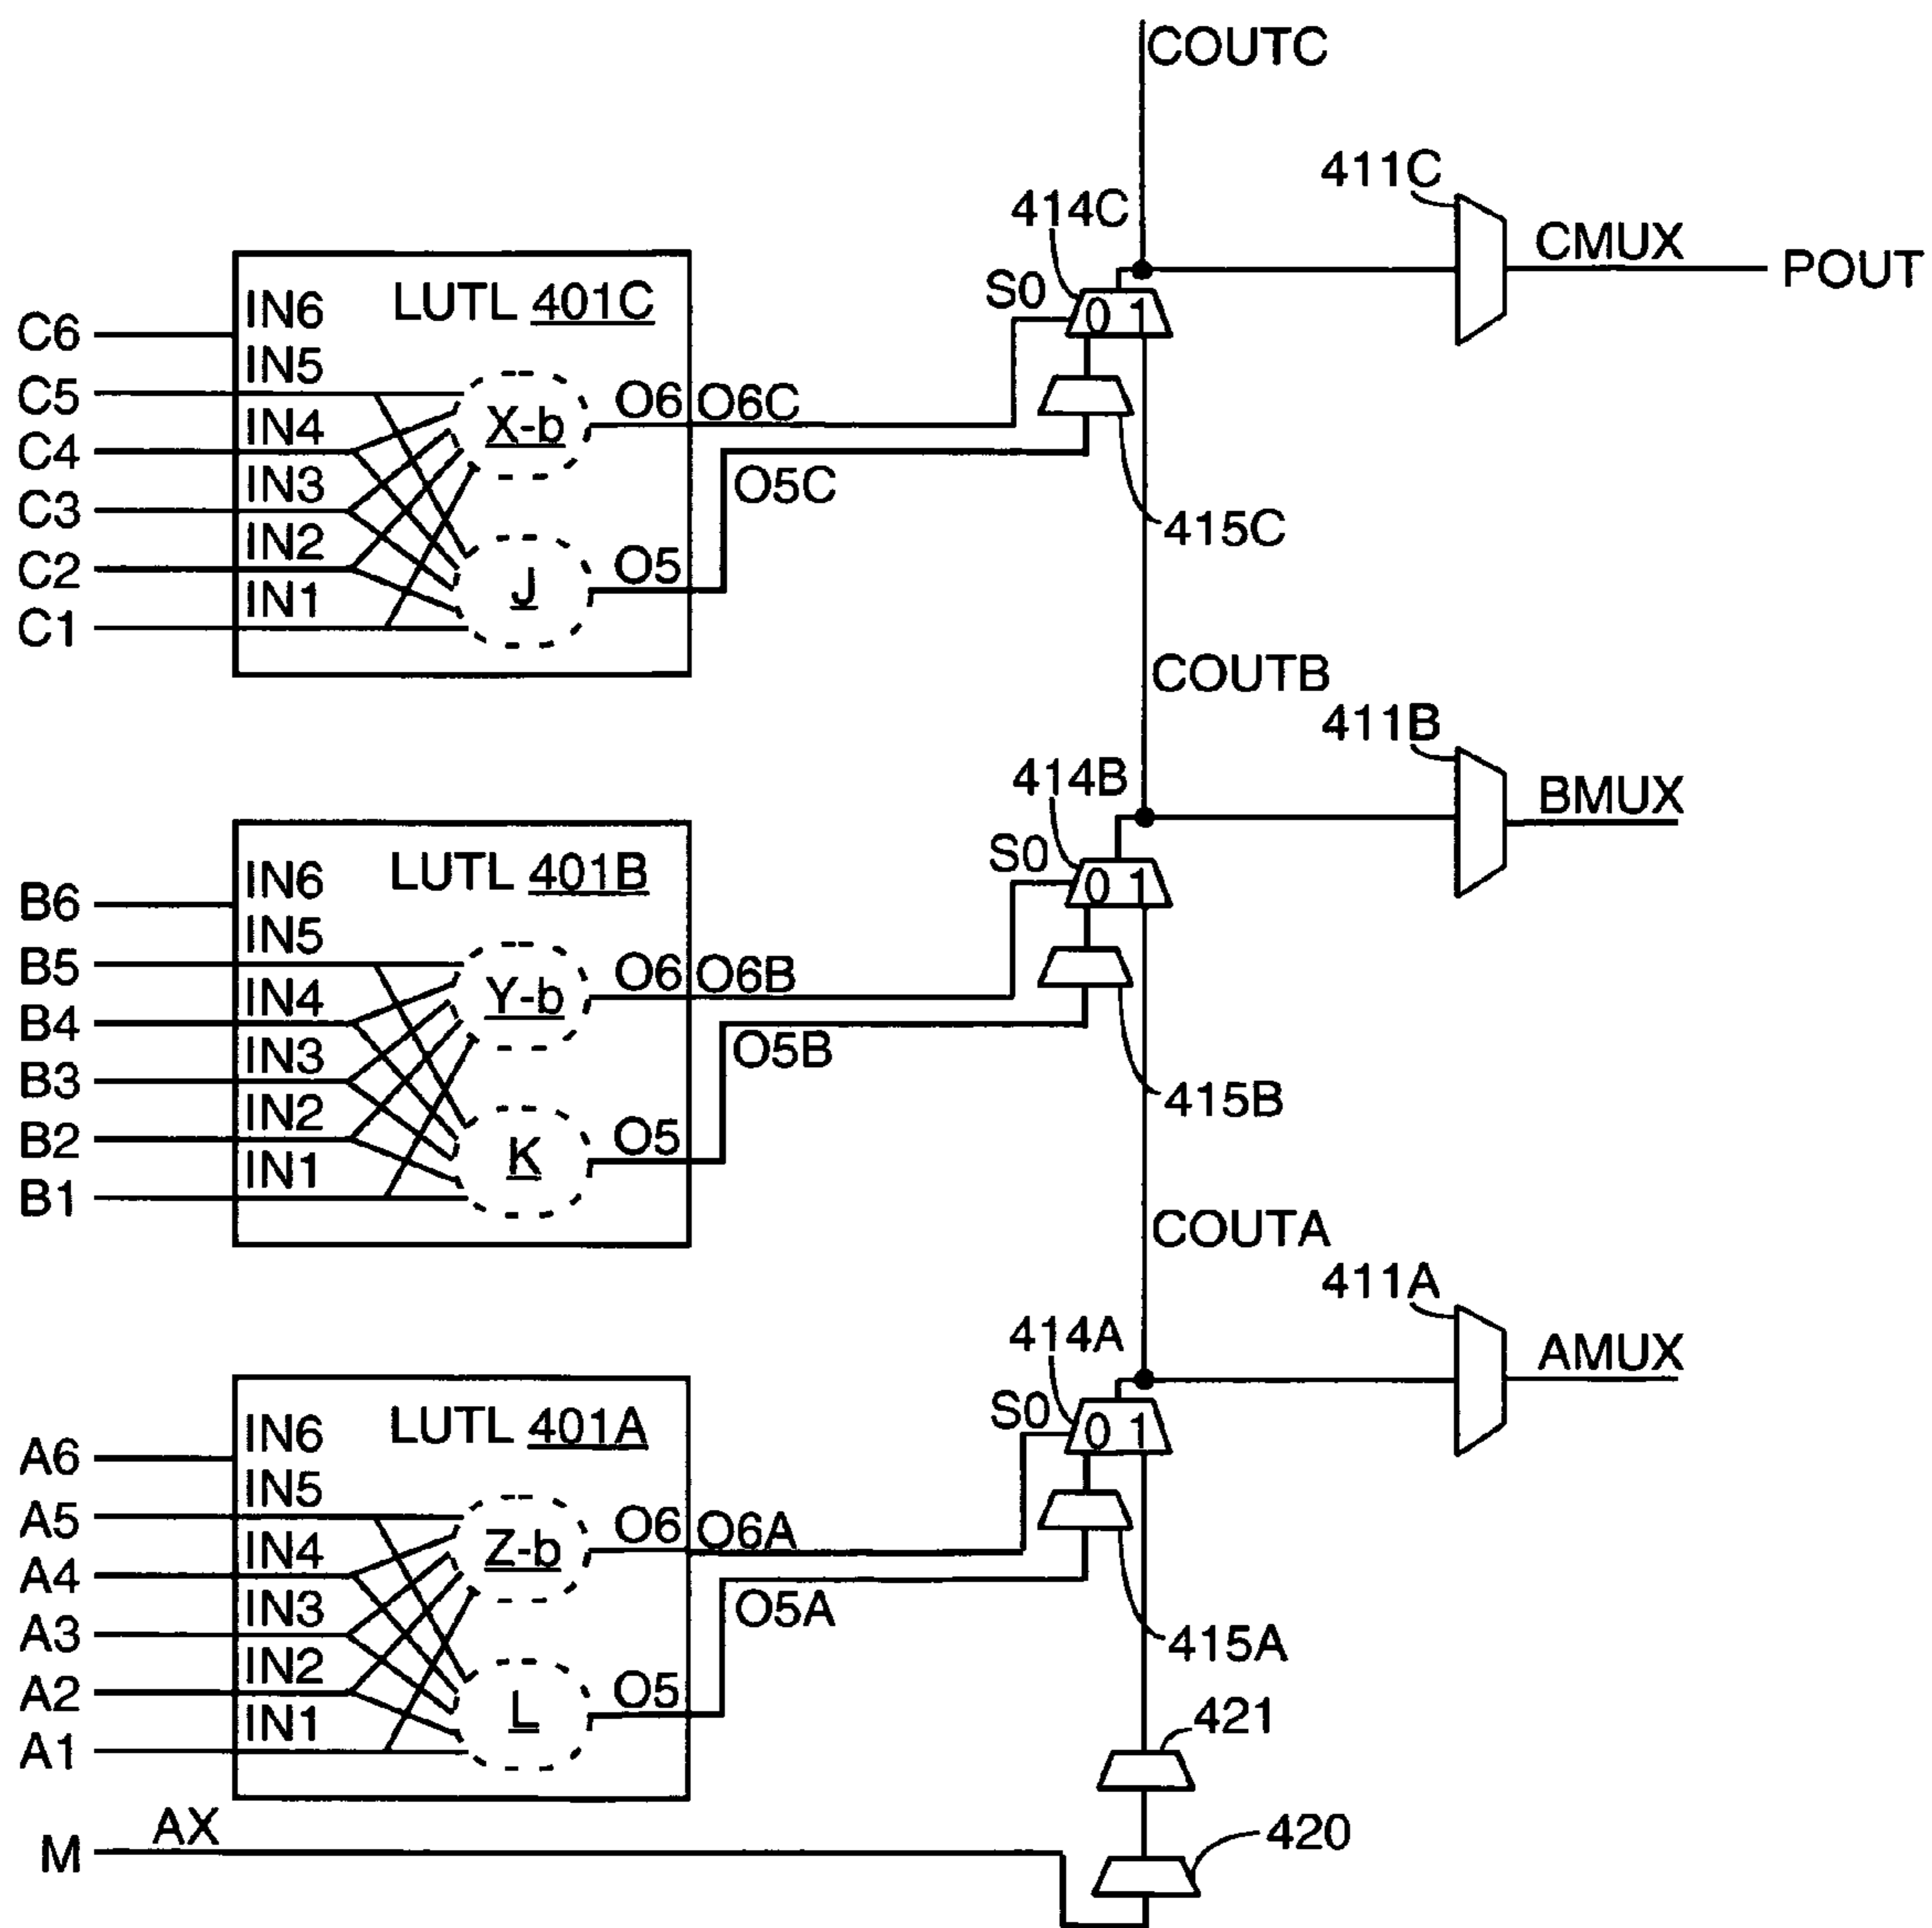 COUTC
411C
414C
CMUX
POUT
S0
0 1
LUTL 401C
IN6
C6
IN5
C5
X-b
O6
O6C
IN4
C4
IN3
C3
O5C
415C
IN2
C2
J
O5
IN1
C1
COUTB
411B
414B
BMUX
S0
0 1
LUTL 401B
IN6
B6
IN5
B5
Y-b
O6
O6B
IN4
B4
O5B
IN3
B3
415B
IN2
B2
K
O5
IN1
B1
COUTA
411A
414A
AMUX
S0
0 1
LUTL 401A
IN6
A6
IN5
A5
Z-b
O6
O6A
IN4
A4
O5A
IN3
A3
415A
IN2
A2
L
O5
IN1
A1
421
AX
M
420